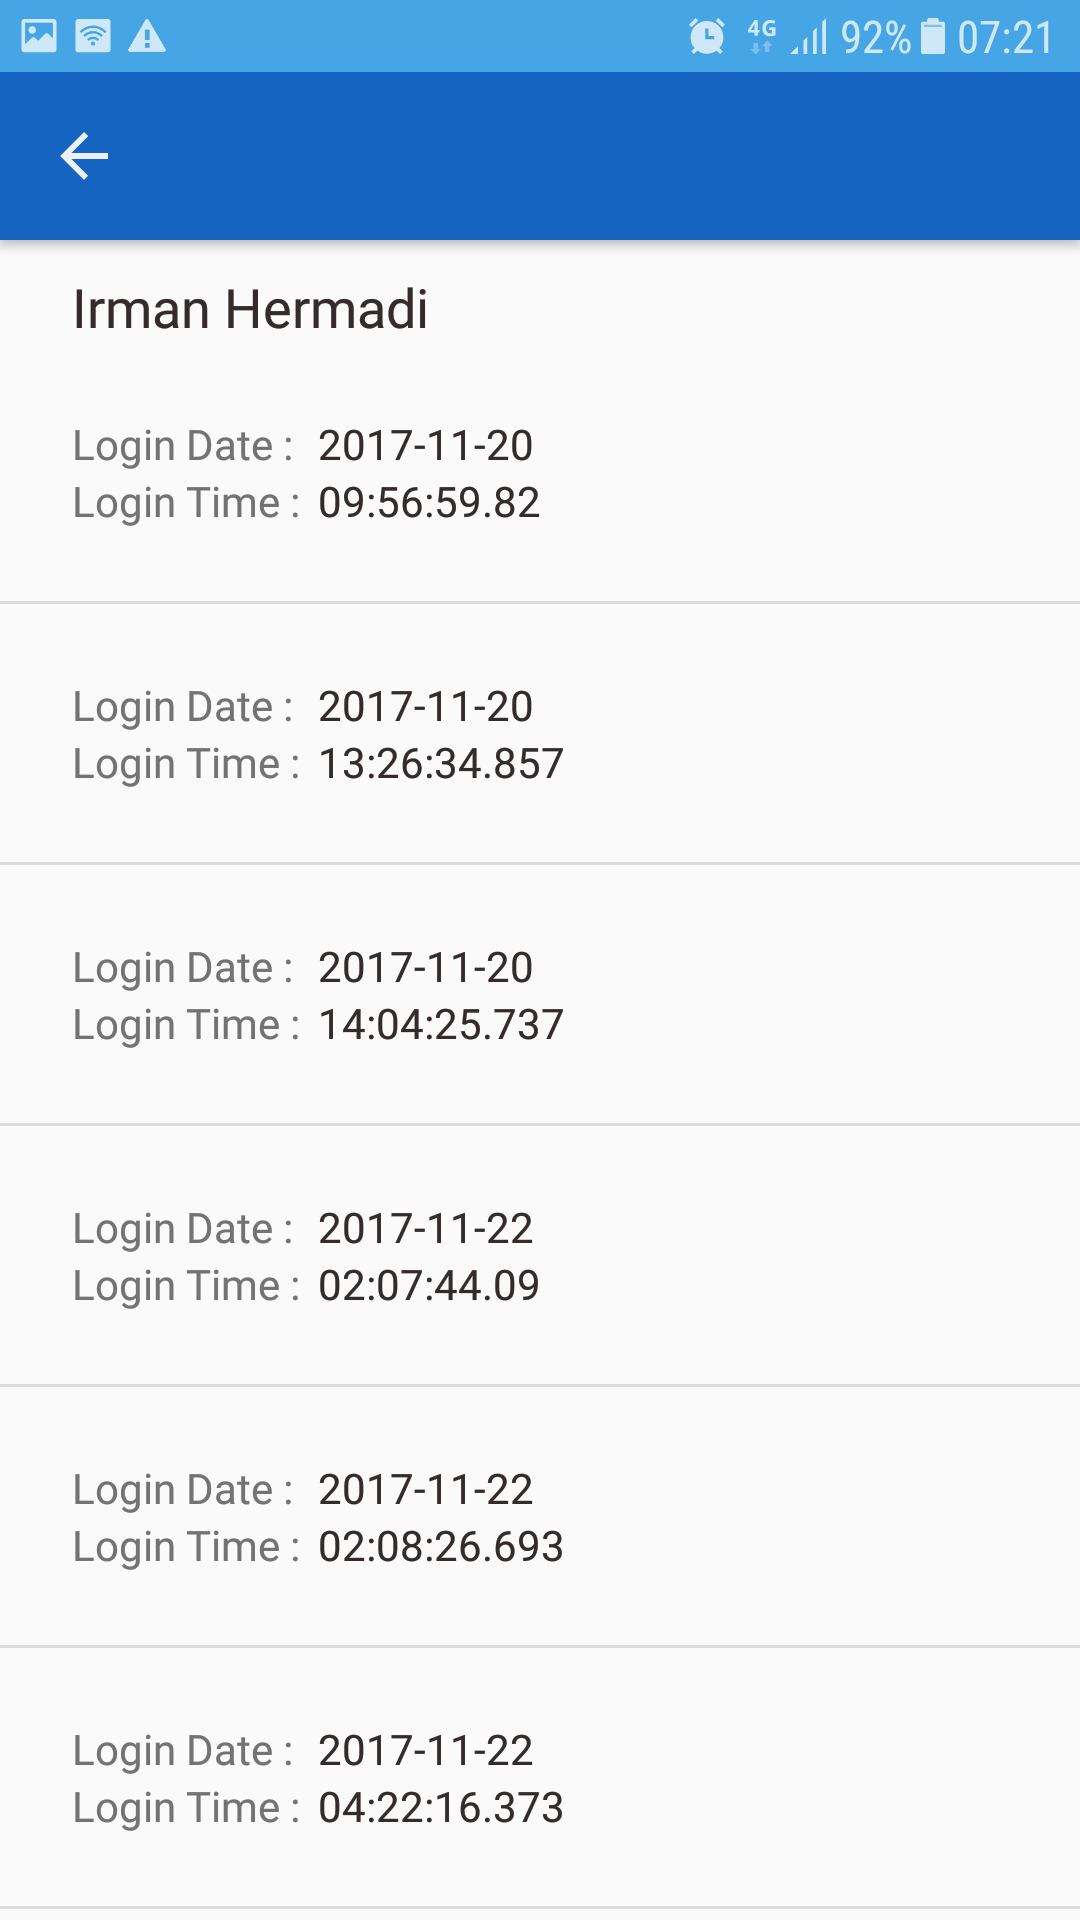 4G 92% 07:21
Irman Hermadi
Login Date : 2017-11-20
Login Time : 09:56:59.82
Login Date : 2017-11-20
Login Time : 13:26:34.857
Login Date : 2017-11-20
Login Time : 14:04:25.737
Login Date : 2017-11-22
Login Time : 02:07:44.09
Login Date : 2017-11-22
Login Time : 02:08:26.693
Login Date : 2017-11-22
Login Time : 04:22:16.373